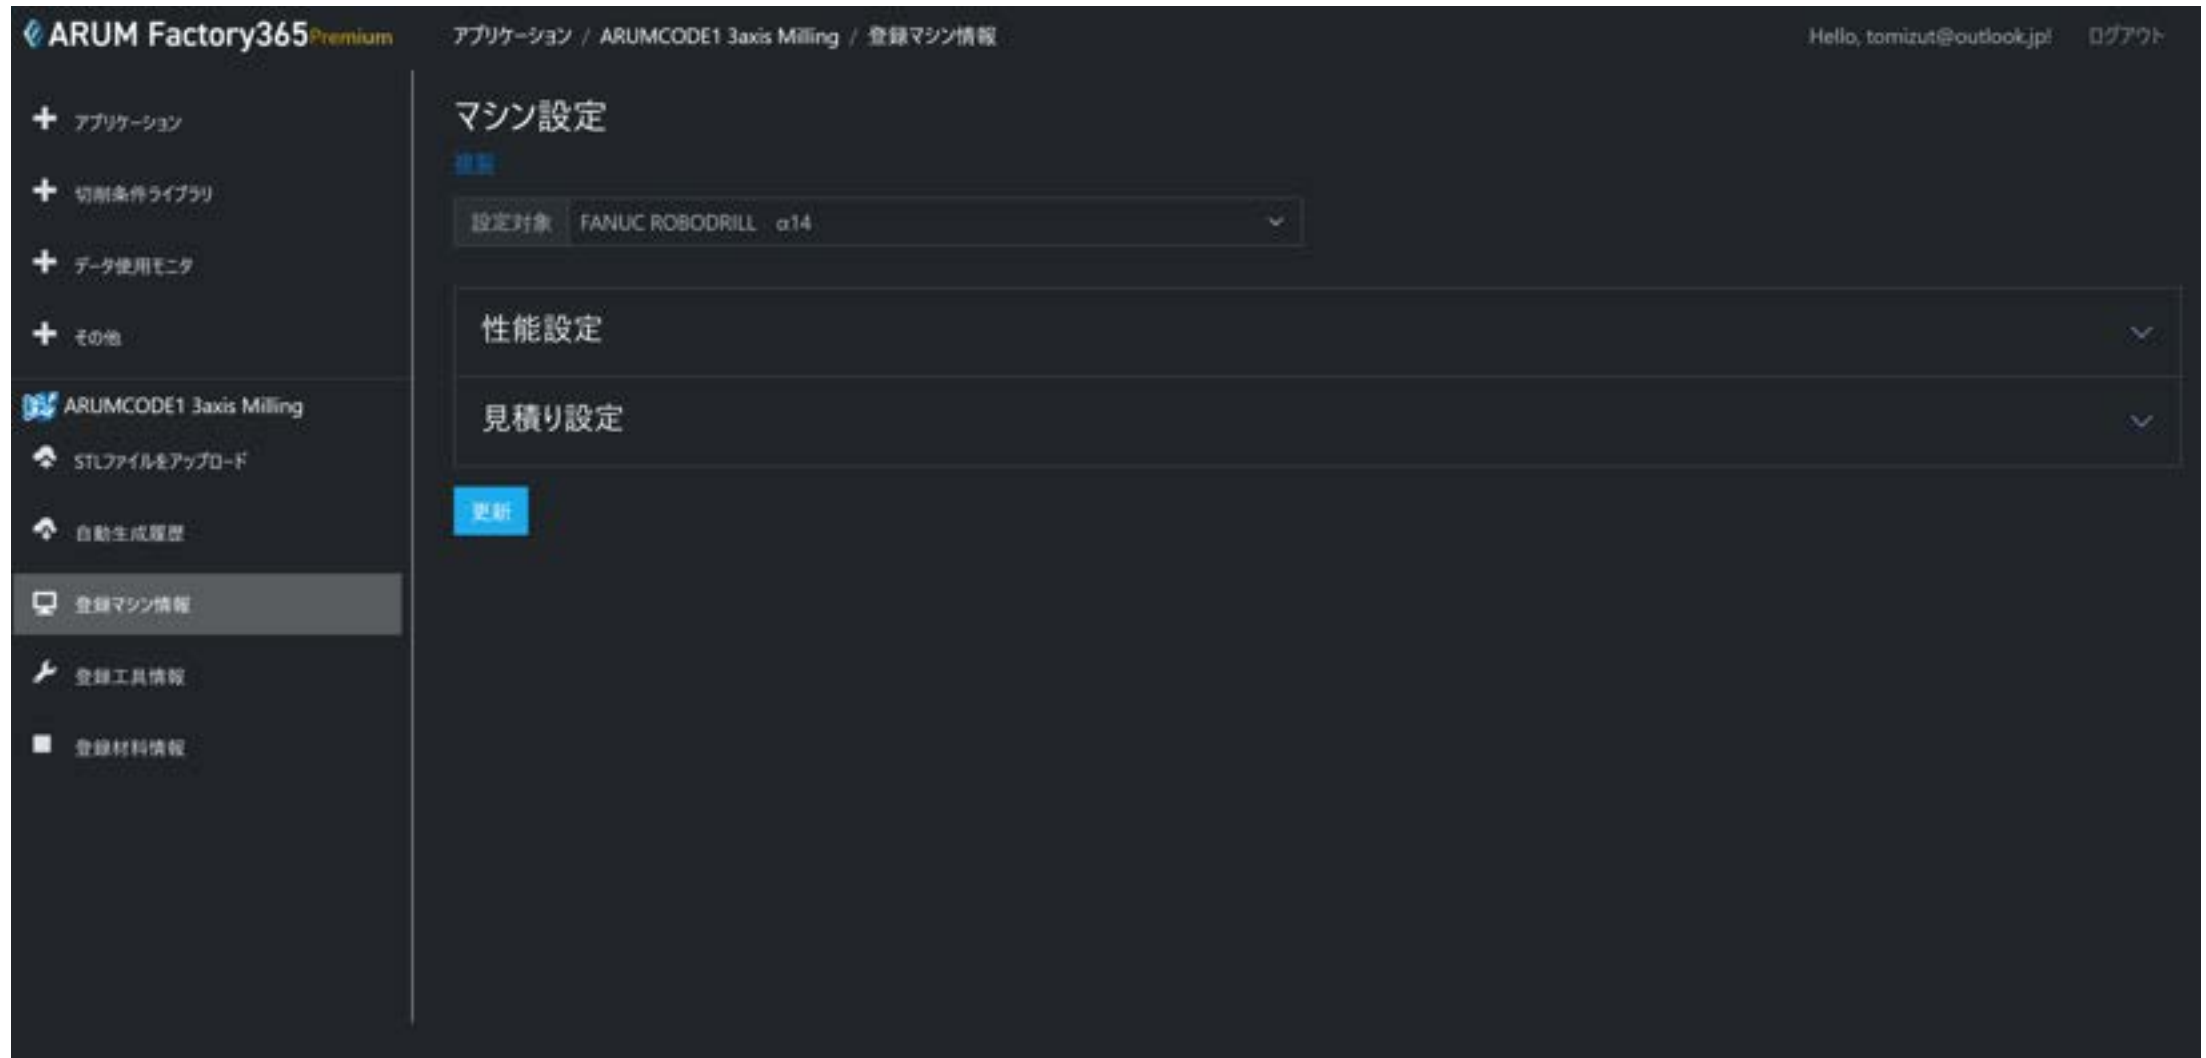 ARUM Factory365 Premium
アプリケーション / ARUMCODE1 3axis Milling / 登録マシン情報
Hello, tomizut@outlook.jp!
ログアウト
アプリケーション
切削条件ライブラリ
データ使用モニタ
その他
ARUMCODE1 3axis Milling
STLファイルをアップロード
自動生成履歴
登録マシン情報
登録工具情報
登録材料情報
マシン設定
複製
設定対象 FANUC ROBODRILL α14
性能設定
見積り設定
更新